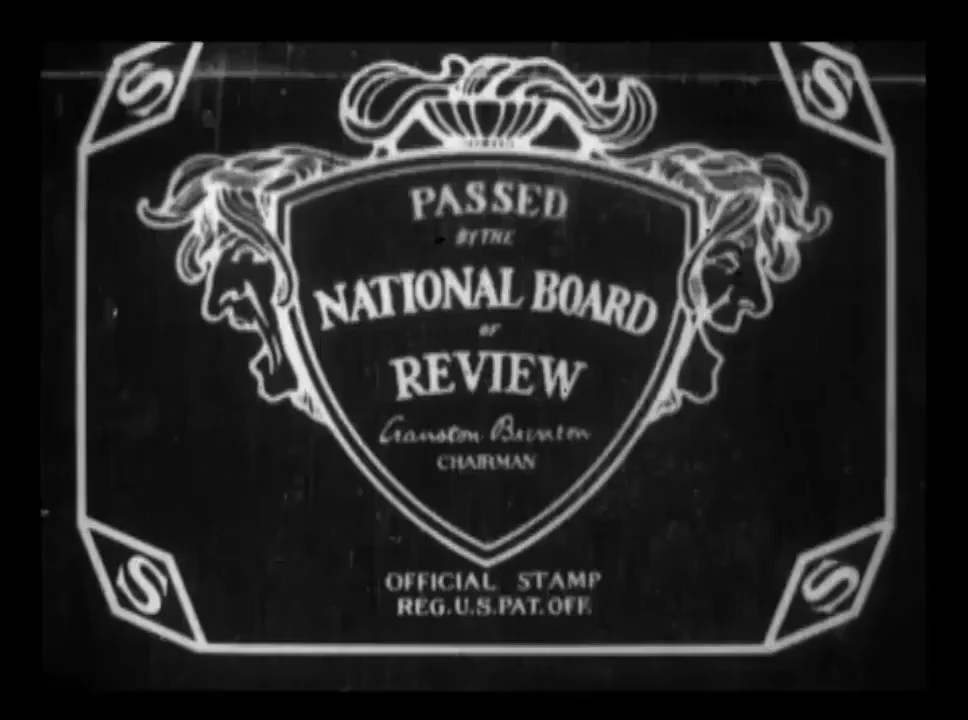 S S
PASSED
BY THE
NATIONAL BOARD
OF
REVIEW
Cranston Brenton
CHAIRMAN
OFFICIAL STAMP
REG. U.S. PAT. OFF.
S S